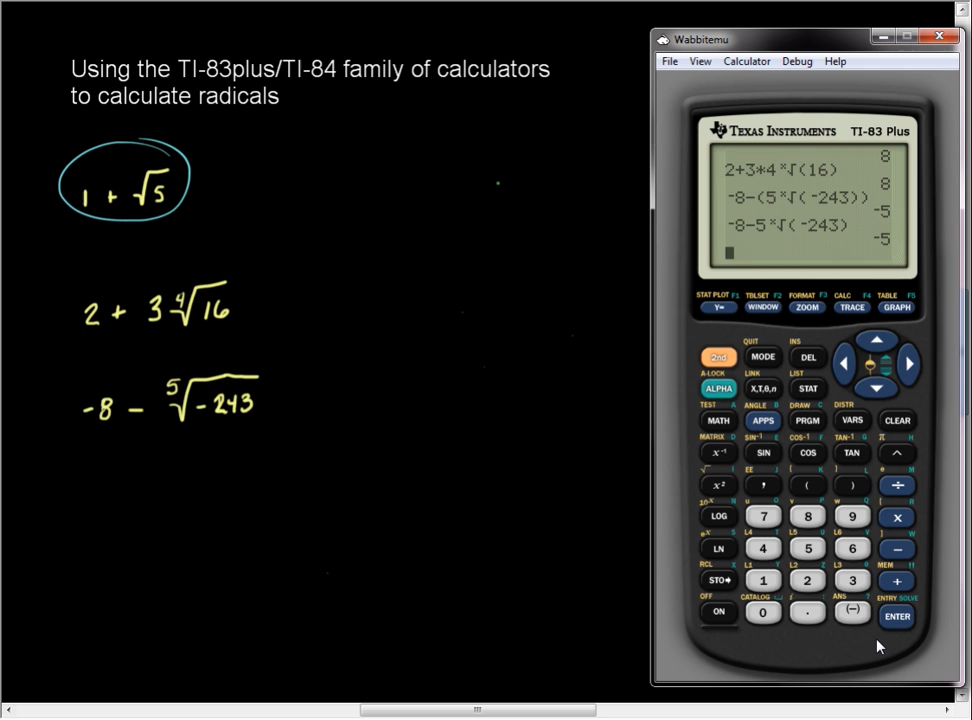 Using the TI-83plus/TI-84 family of calculators
to calculate radicals
1 + √5
2 + 3 ⁴√16
-8 - ⁵√-243
Wabbitemu
File View Calculator Debug Help
TEXAS INSTRUMENTS TI-83 Plus
8
2+3*4ˣ√(16)
8
-8-(5ˣ√(-243))
-5
-8-5ˣ√(-243)
-5
STAT PLOT F1 TBLSET F2 FORMAT F3 CALC F4 TABLE F5
Y= WINDOW ZOOM TRACE GRAPH
QUIT INS
2nd MODE DEL
A-LOCK LINK LIST
ALPHA X,T,θ,n STAT
TEST A ANGLE B DRAW C DISTR
MATH APPS PRGM VARS CLEAR
MATRIX D SIN⁻¹ E COS⁻¹ F TAN⁻¹ G π H
x⁻¹ SIN COS TAN ^
√ I EE J { K } L e M
x² , ( ) ÷
10ˣ N u O v P w Q [ R
LOG 7 8 9 x
eˣ S L4 T L5 U L6 V ] W
LN 4 5 6 −
RCL X L1 Y L2 Z L3 θ MEM "
STO➔ 1 2 3 +
OFF CATALOG i : ANS ? ENTRY SOLVE
ON 0 . (−) ENTER